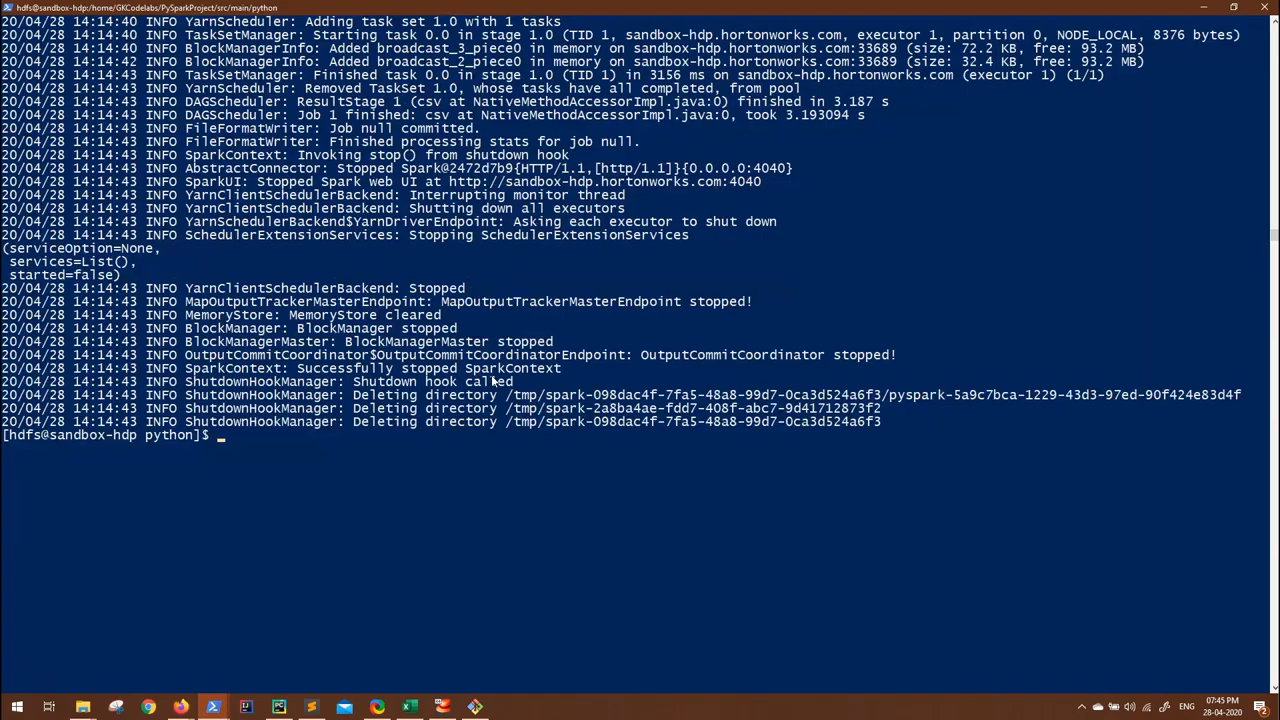 hdfs@sandbox-hdp:/home/GKCodelabs/PySparkProject/src/main/python
20/04/28 14:14:40 INFO YarnScheduler: Adding task set 1.0 with 1 tasks
20/04/28 14:14:40 INFO TaskSetManager: Starting task 0.0 in stage 1.0 (TID 1, sandbox-hdp.hortonworks.com, executor 1, partition 0, NODE_LOCAL, 8376 bytes)
20/04/28 14:14:40 INFO BlockManagerInfo: Added broadcast_3_piece0 in memory on sandbox-hdp.hortonworks.com:33689 (size: 72.2 KB, free: 93.2 MB)
20/04/28 14:14:42 INFO BlockManagerInfo: Added broadcast_2_piece0 in memory on sandbox-hdp.hortonworks.com:33689 (size: 32.4 KB, free: 93.2 MB)
20/04/28 14:14:43 INFO TaskSetManager: Finished task 0.0 in stage 1.0 (TID 1) in 3156 ms on sandbox-hdp.hortonworks.com (executor 1) (1/1)
20/04/28 14:14:43 INFO YarnScheduler: Removed TaskSet 1.0, whose tasks have all completed, from pool
20/04/28 14:14:43 INFO DAGScheduler: ResultStage 1 (csv at NativeMethodAccessorImpl.java:0) finished in 3.187 s
20/04/28 14:14:43 INFO DAGScheduler: Job 1 finished: csv at NativeMethodAccessorImpl.java:0, took 3.193094 s
20/04/28 14:14:43 INFO FileFormatWriter: Job null committed.
20/04/28 14:14:43 INFO FileFormatWriter: Finished processing stats for job null.
20/04/28 14:14:43 INFO SparkContext: Invoking stop() from shutdown hook
20/04/28 14:14:43 INFO AbstractConnector: Stopped Spark@2472d7b9{HTTP/1.1,[http/1.1]}{0.0.0.0:4040}
20/04/28 14:14:43 INFO SparkUI: Stopped Spark web UI at http://sandbox-hdp.hortonworks.com:4040
20/04/28 14:14:43 INFO YarnClientSchedulerBackend: Interrupting monitor thread
20/04/28 14:14:43 INFO YarnClientSchedulerBackend: Shutting down all executors
20/04/28 14:14:43 INFO YarnSchedulerBackend$YarnDriverEndpoint: Asking each executor to shut down
20/04/28 14:14:43 INFO SchedulerExtensionServices: Stopping SchedulerExtensionServices
(serviceOption=None,
services=List(),
started=false)
20/04/28 14:14:43 INFO YarnClientSchedulerBackend: Stopped
20/04/28 14:14:43 INFO MapOutputTrackerMasterEndpoint: MapOutputTrackerMasterEndpoint stopped!
20/04/28 14:14:43 INFO MemoryStore: MemoryStore cleared
20/04/28 14:14:43 INFO BlockManager: BlockManager stopped
20/04/28 14:14:43 INFO BlockManagerMaster: BlockManagerMaster stopped
20/04/28 14:14:43 INFO OutputCommitCoordinator$OutputCommitCoordinatorEndpoint: OutputCommitCoordinator stopped!
20/04/28 14:14:43 INFO SparkContext: Successfully stopped SparkContext
20/04/28 14:14:43 INFO ShutdownHookManager: Shutdown hook called
20/04/28 14:14:43 INFO ShutdownHookManager: Deleting directory /tmp/spark-098dac4f-7fa5-48a8-99d7-0ca3d524a6f3/pyspark-5a9c7bca-1229-43d3-97ed-90f424e83d4f
20/04/28 14:14:43 INFO ShutdownHookManager: Deleting directory /tmp/spark-2a8ba4ae-fdd7-408f-abc7-9d41712873f2
20/04/28 14:14:43 INFO ShutdownHookManager: Deleting directory /tmp/spark-098dac4f-7fa5-48a8-99d7-0ca3d524a6f3
[hdfs@sandbox-hdp python]$
ENG
07:45 PM
28-04-2020
2